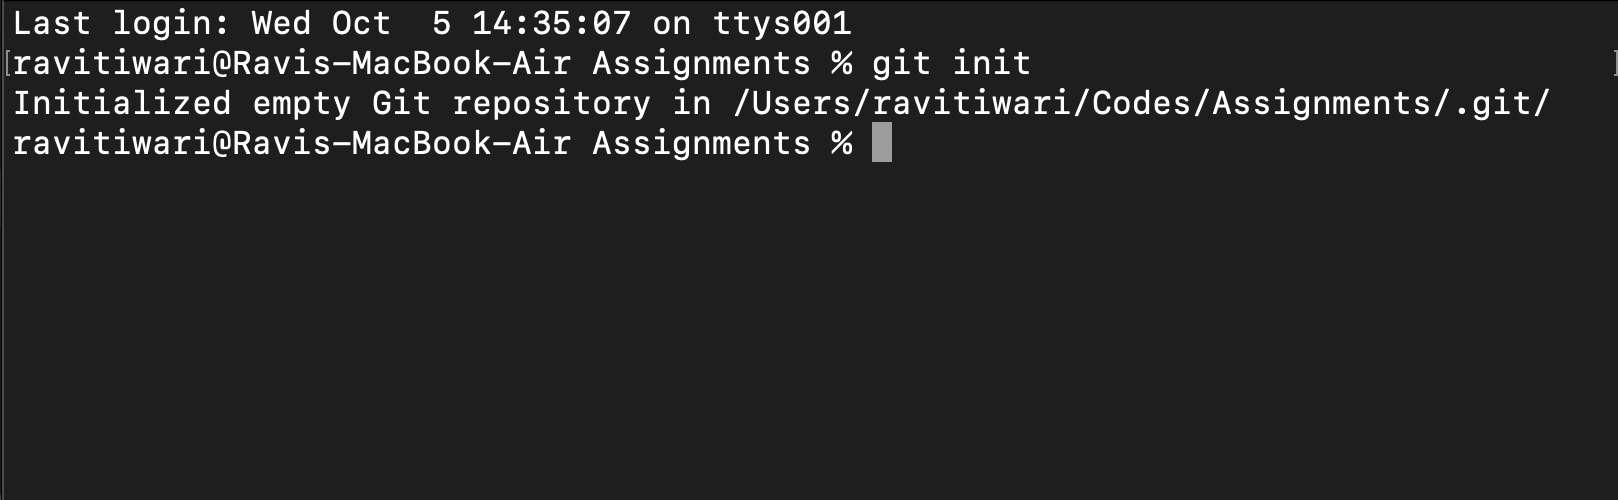 Last login: Wed Oct  5 14:35:07 on ttys001
[ravitiwari@Ravis-MacBook-Air Assignments % git init ]
Initialized empty Git repository in /Users/ravitiwari/Codes/Assignments/.git/
ravitiwari@Ravis-MacBook-Air Assignments %